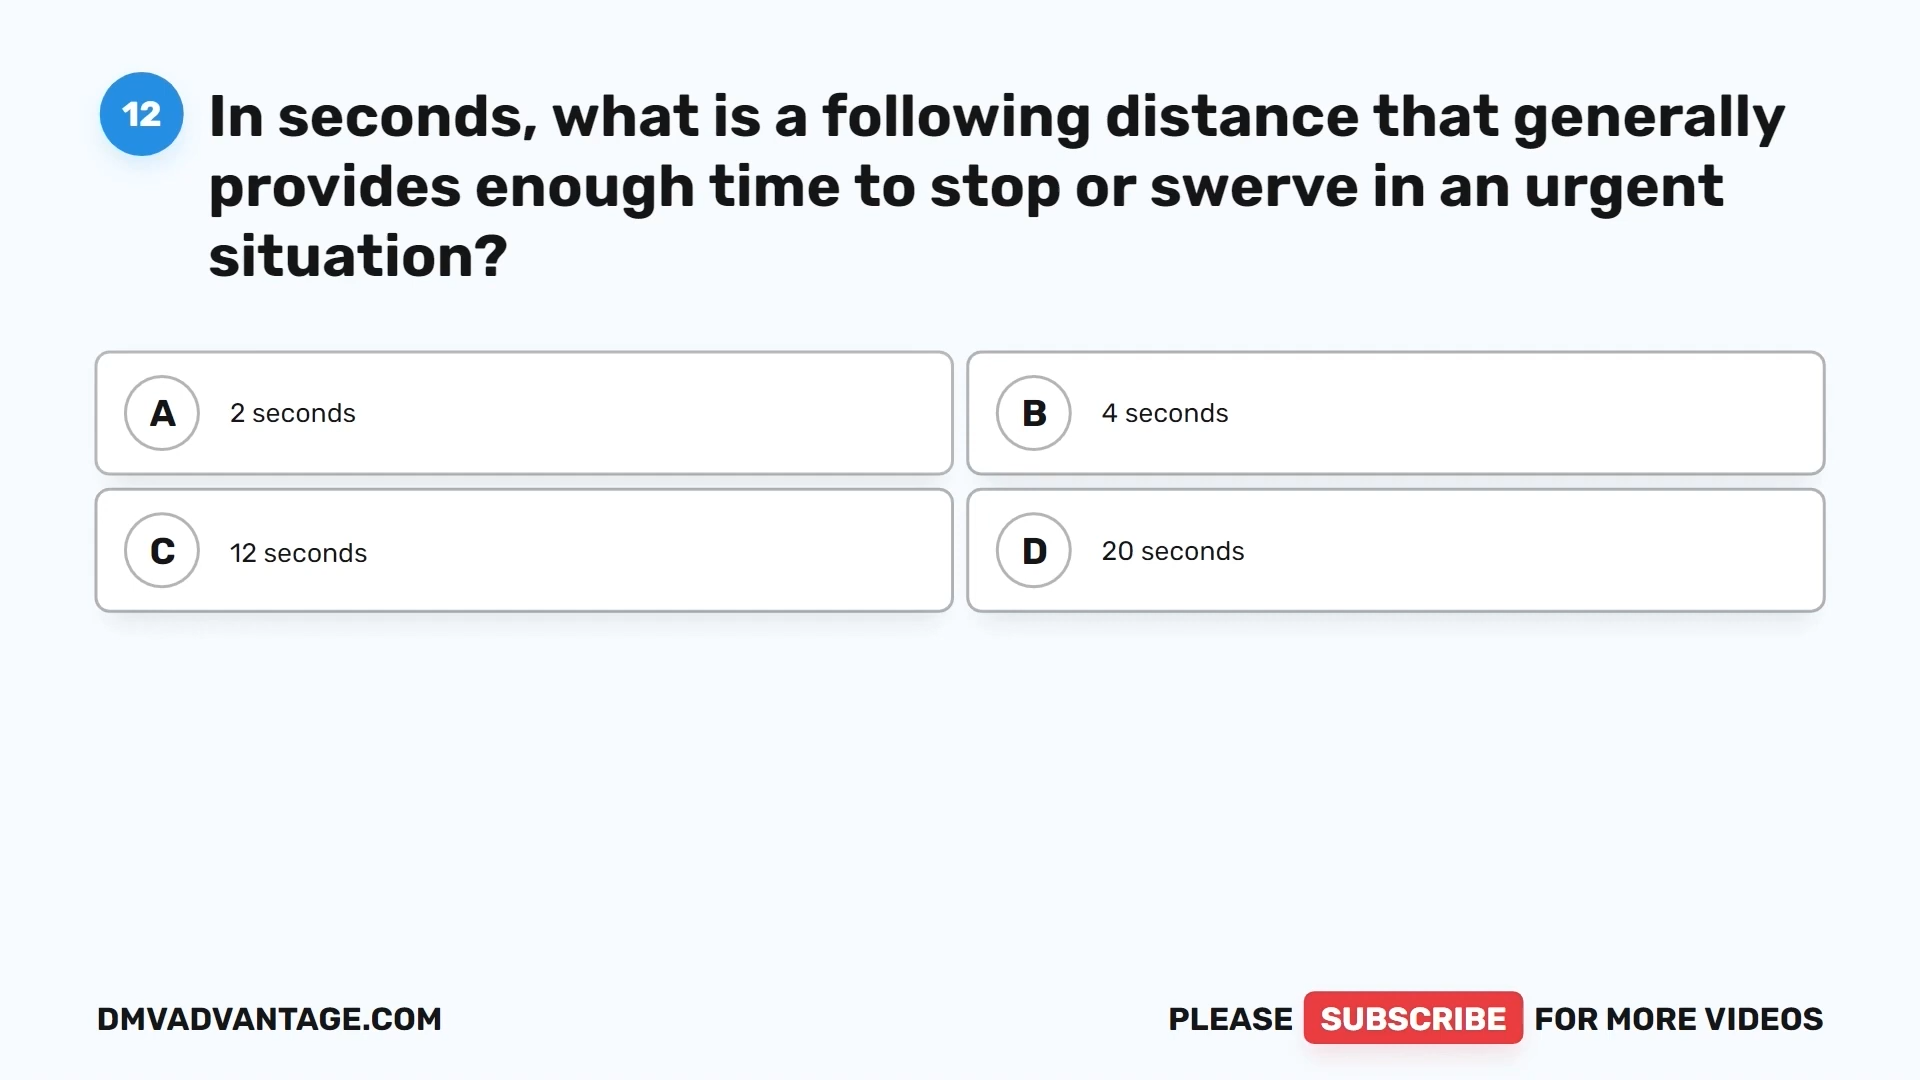 12
In seconds, what is a following distance that generally
provides enough time to stop or swerve in an urgent
situation?
A 2 seconds
B 4 seconds
C 12 seconds
D 20 seconds
DMVADVANTAGE.COM
PLEASE SUBSCRIBE FOR MORE VIDEOS